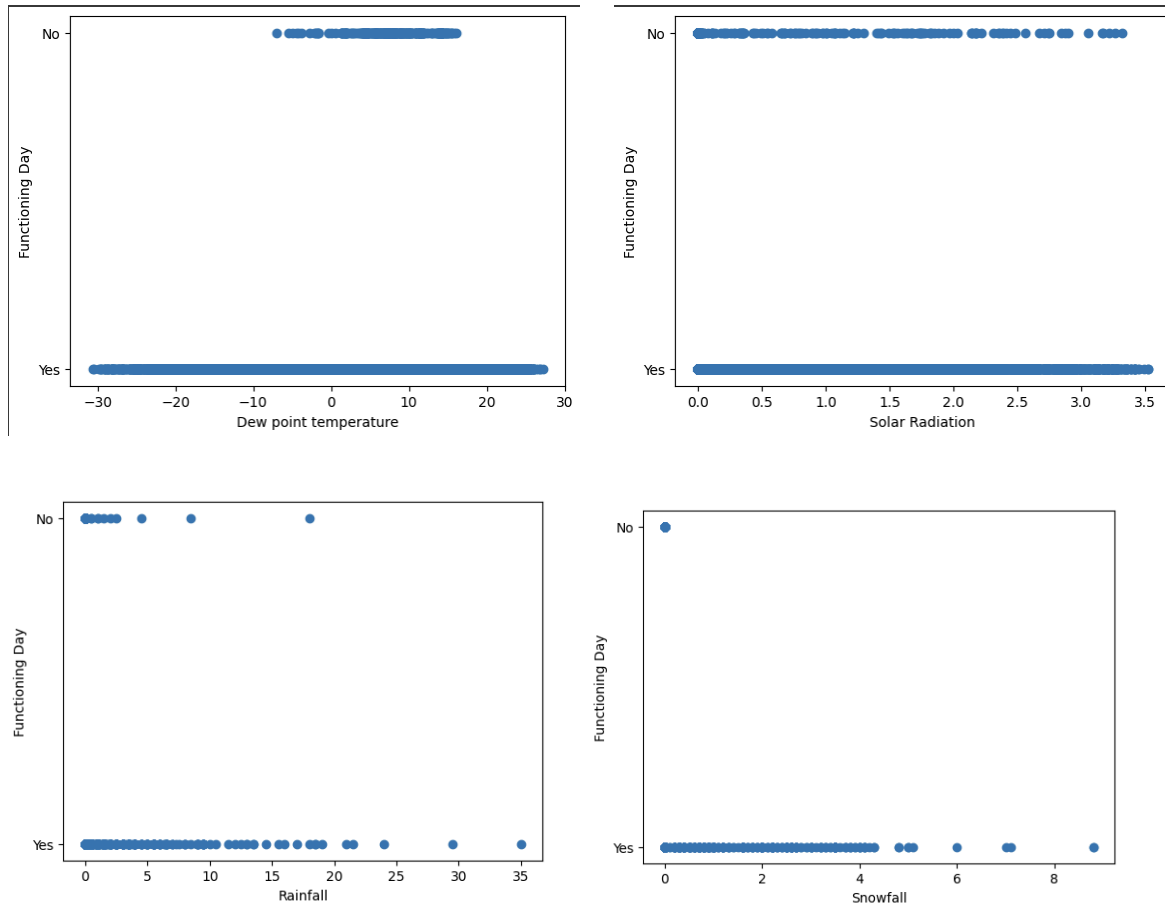 No
Functioning Day
Yes
−30 −20 −10 0 10 20 30
Dew point temperature
No
Functioning Day
Yes
0.0 0.5 1.0 1.5 2.0 2.5 3.0 3.5
Solar Radiation
No
Functioning Day
Yes
0 5 10 15 20 25 30 35
Rainfall
No
Functioning Day
Yes
0 2 4 6 8
Snowfall